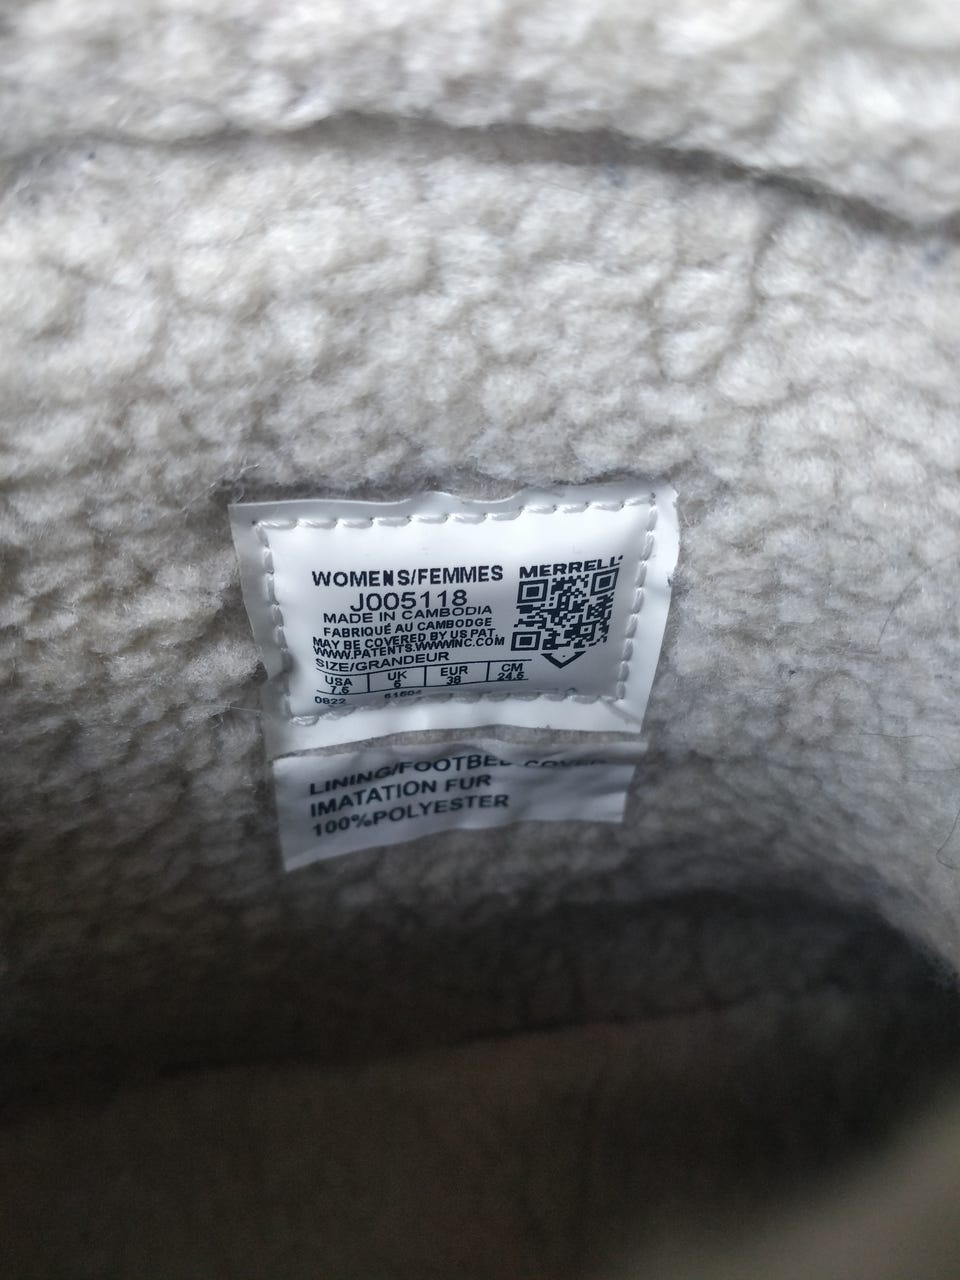 WOMENS/FEMMES
MERRELL
J005118
MADE IN CAMBODIA
FABRIQUÉ AU CAMBODGE
MAY BE COVERED BY US PAT.
WWW.PATENTS.WWWINC.COM
SIZE/GRANDEUR
USA UK EUR CM
7.5 5 38 24.5
0822
LINING/FOOTBED COVER
IMATATION FUR
100%POLYESTER